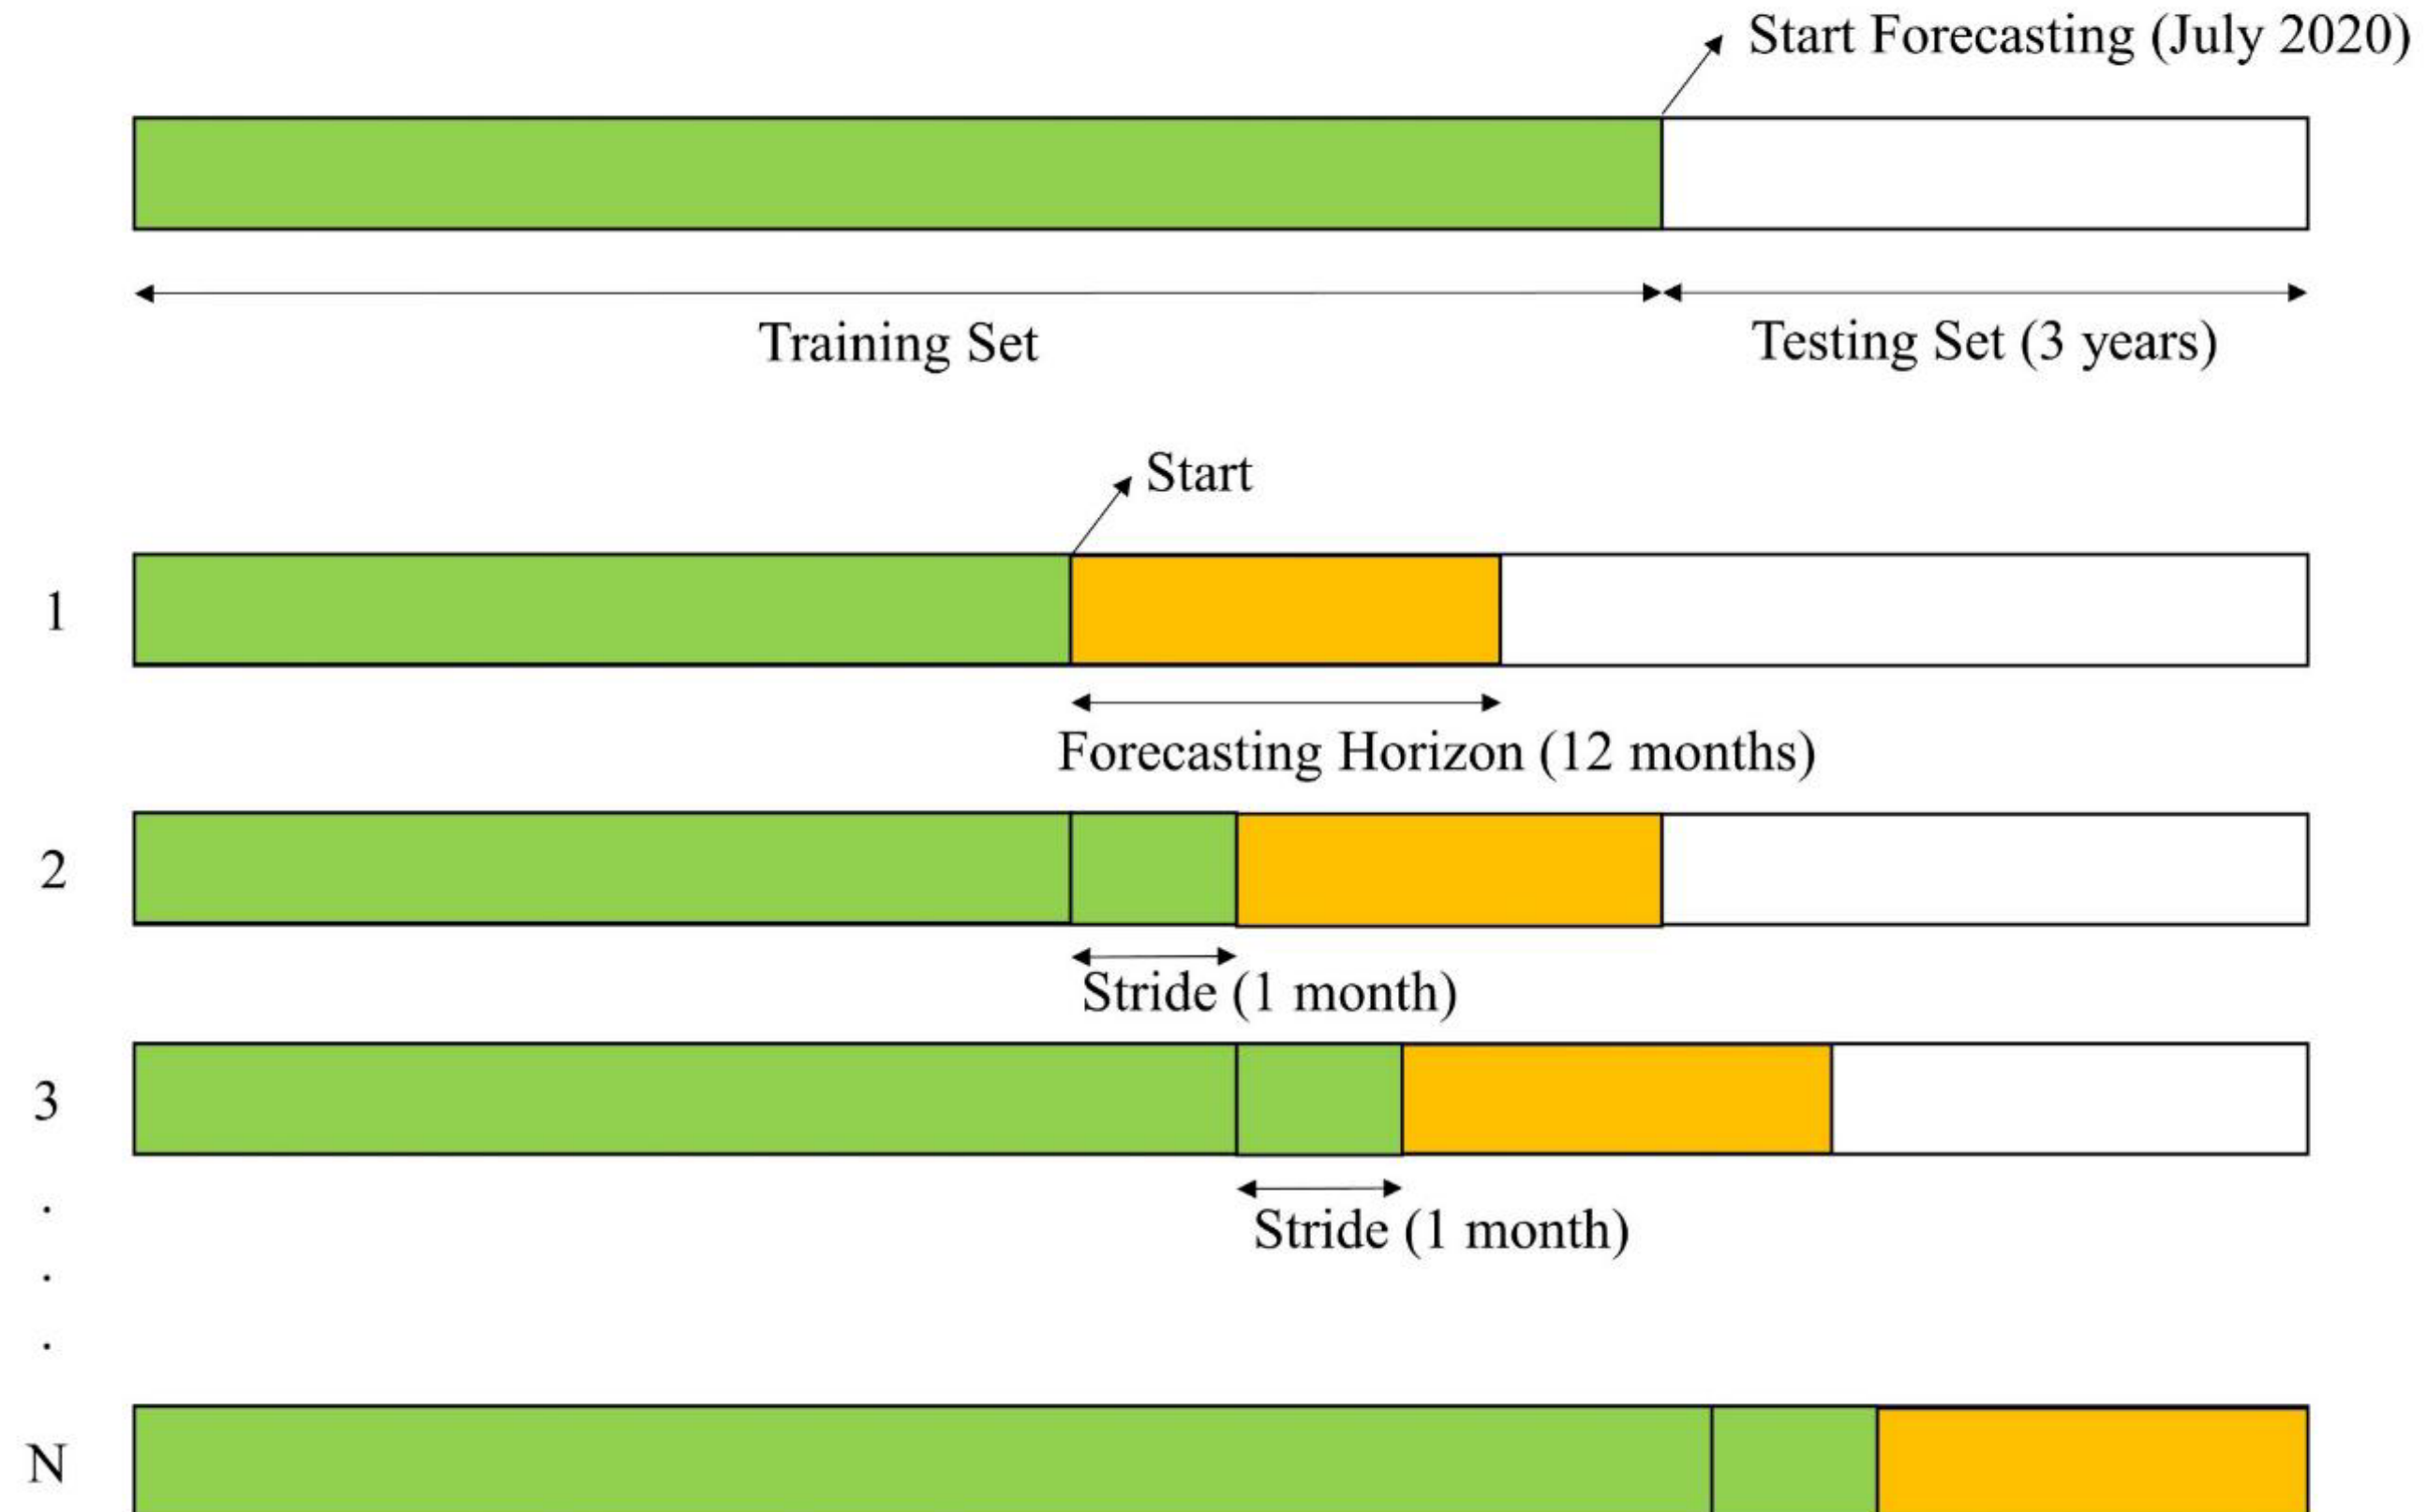 Start Forecasting (July 2020)
Training Set
Testing Set (3 years)
Start
1
Forecasting Horizon (12 months)
2
Stride (1 month)
3
Stride (1 month)
.
.
.
N